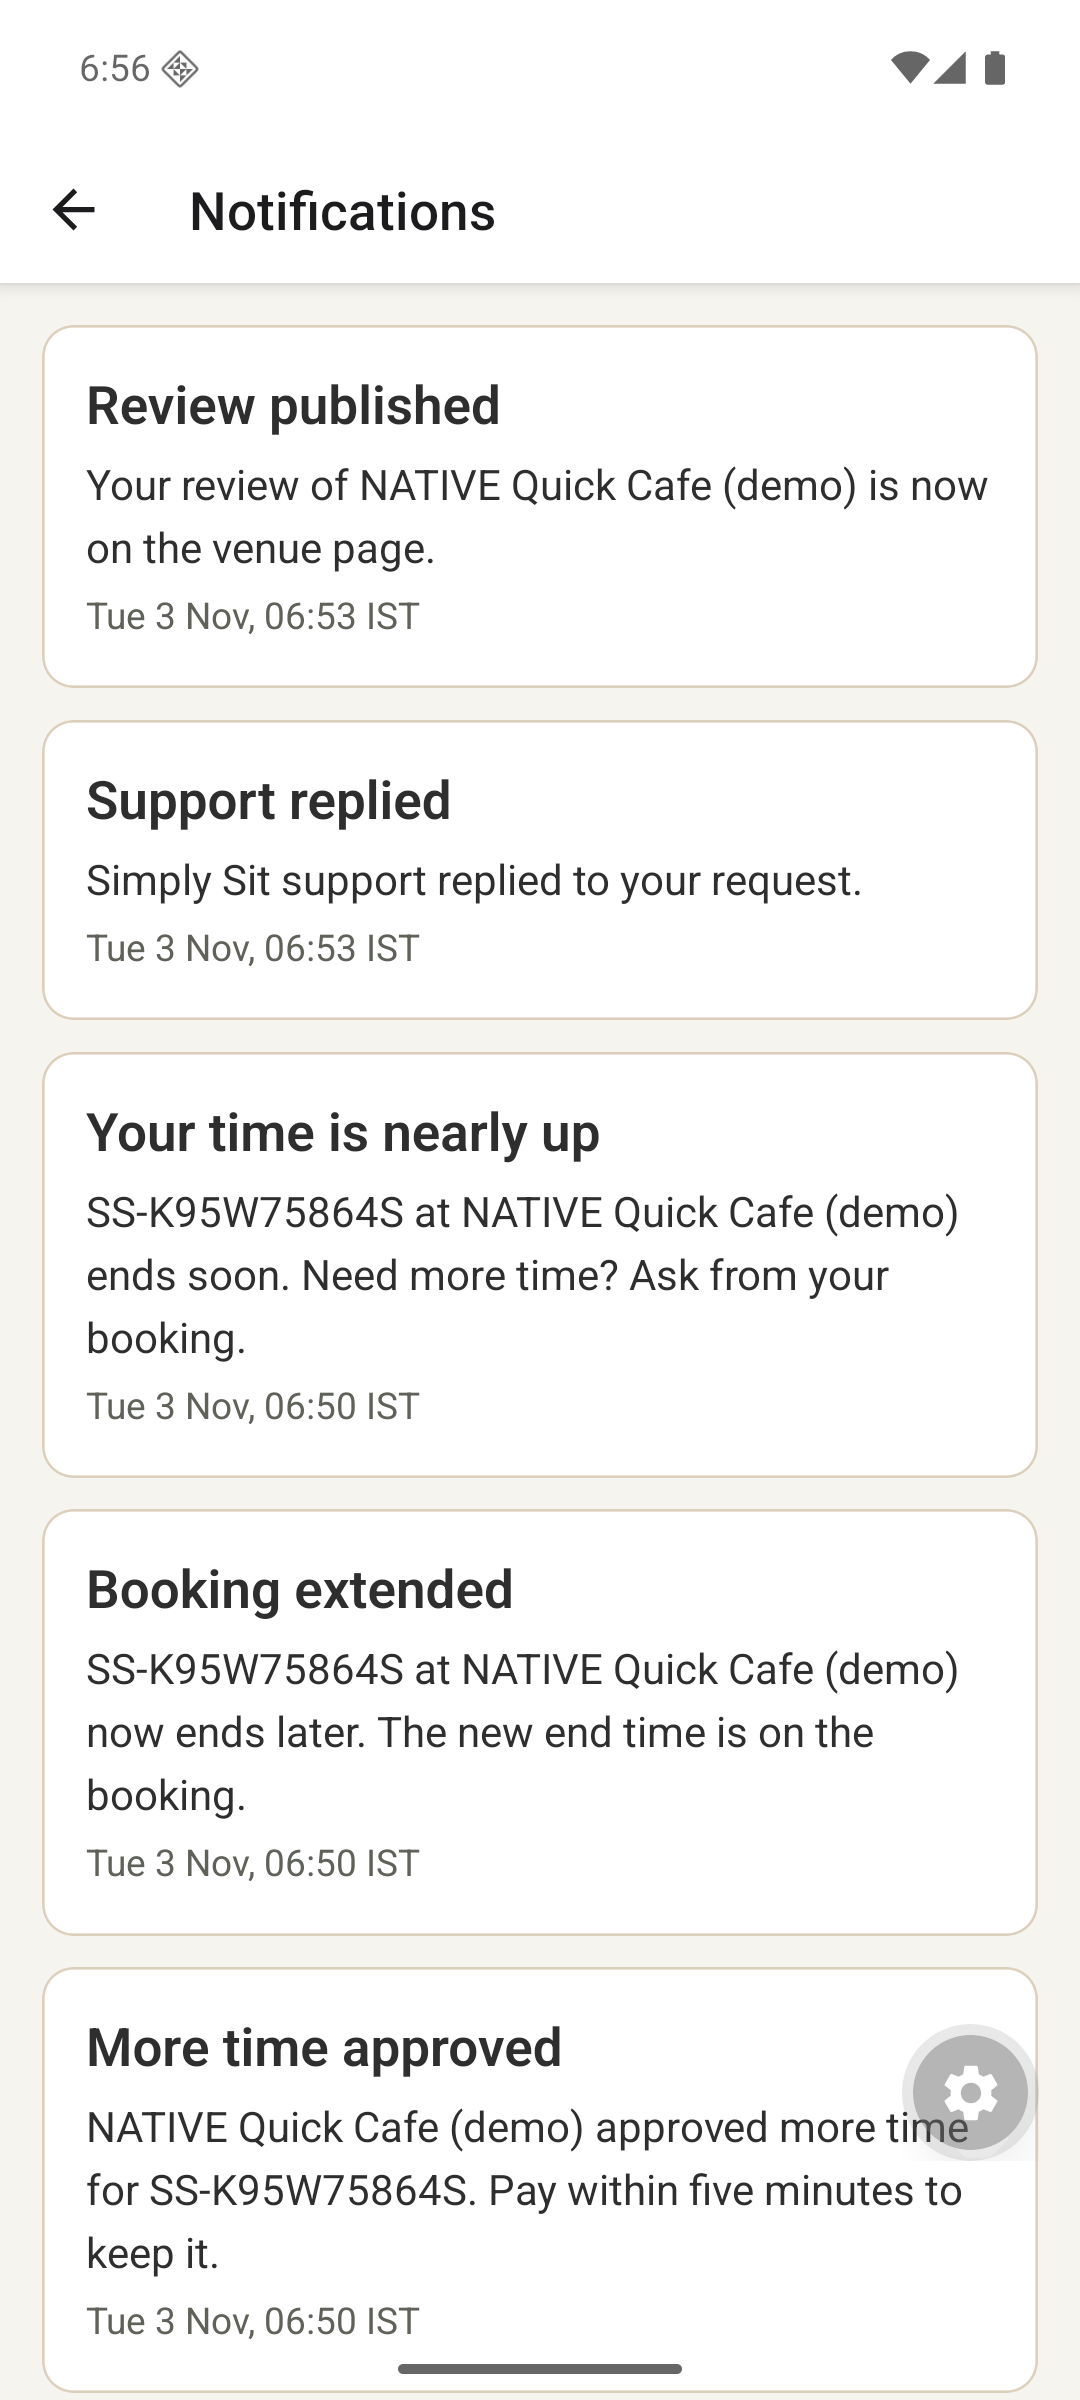 6:56
Notifications
Review published
Your review of NATIVE Quick Cafe (demo) is now
on the venue page.
Tue 3 Nov, 06:53 IST
Support replied
Simply Sit support replied to your request.
Tue 3 Nov, 06:53 IST
Your time is nearly up
SS-K95W75864S at NATIVE Quick Cafe (demo)
ends soon. Need more time? Ask from your
booking.
Tue 3 Nov, 06:50 IST
Booking extended
SS-K95W75864S at NATIVE Quick Cafe (demo)
now ends later. The new end time is on the
booking.
Tue 3 Nov, 06:50 IST
More time approved
NATIVE Quick Cafe (demo) approved more time
for SS-K95W75864S. Pay within five minutes to
keep it.
Tue 3 Nov, 06:50 IST